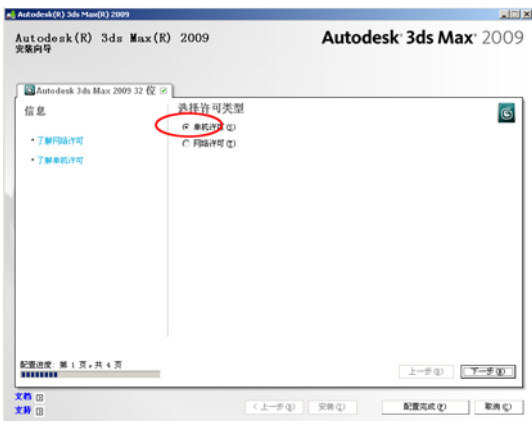 Autodesk(R) 3ds Max(R) 2009
Autodesk(R) 3ds Max(R) 2009
安装向导
Autodesk 3ds Max 2009
Autodesk 3ds Max 2009 32 位
信息
选择许可类型
单机许可(S)
网络许可
了解网络许可
了解单机许可
配置进度: 第 1 页,共 4 页
上一步(B)
下一步(N)
文档
支持
<上一步(B)
安装(I)
配置完成
取消(C)